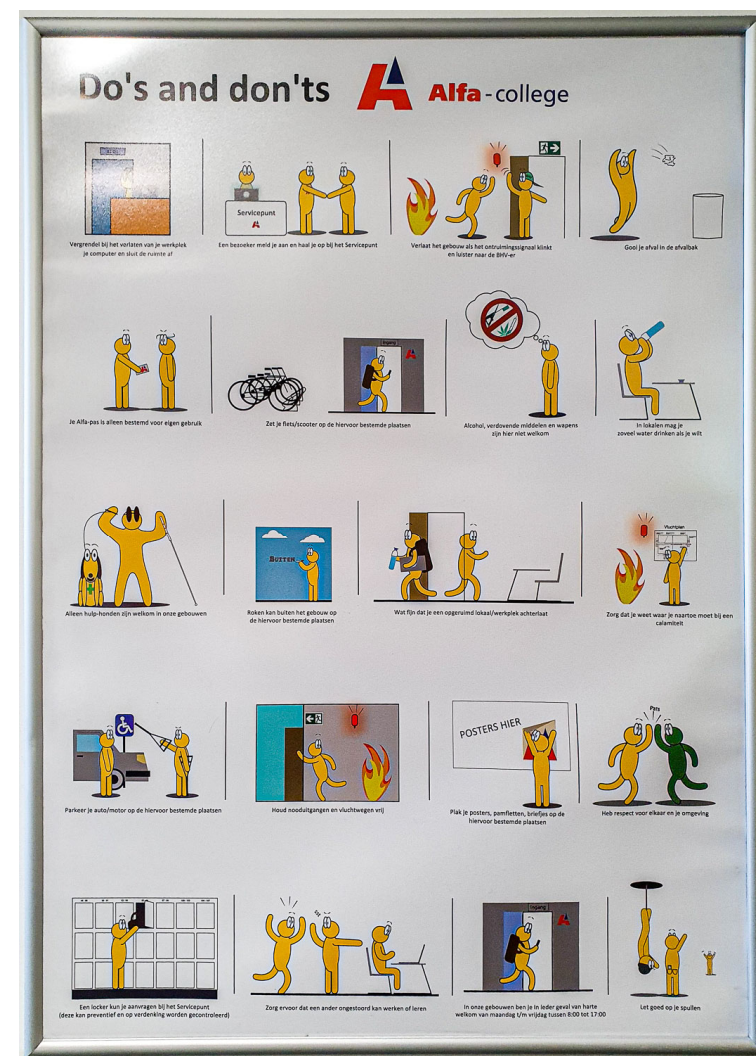 Do's and don'ts
Alfa-college
Servicepunt
Vergrendel bij het verlaten van je werkplek
je computer en sluit de ruimte af
Een bezoeker meld je aan en haal je op bij het Servicepunt
Verlaat het gebouw als het ontruimingssignaal klinkt
en luister naar de BHV-er
Gooi je afval in de afvalbak
Ingang
Je Alfa-pas is alleen bestemd voor eigen gebruik
Zet je fiets/scooter op de hiervoor bestemde plaatsen
Alcohol, verdovende middelen en wapens
zijn hier niet welkom
In lokalen mag je
zoveel water drinken als je wilt
BUITEN
Vluchtplan
Alleen hulp-honden zijn welkom in onze gebouwen
Roken kan buiten het gebouw op
de hiervoor bestemde plaatsen
Wat fijn dat je een opgeruimd lokaal/werkplek achterlaat
Zorg dat je weet waar je naartoe moet bij een
calamiteit
POSTERS HIER
Pats
Parkeer je auto/motor op de hiervoor bestemde plaatsen
Houd nooduitgangen en vluchtwegen vrij
Plak je posters, pamfletten, briefjes op de
hiervoor bestemde plaatsen
Heb respect voor elkaar en je omgeving
Ingang
Een locker kun je aanvragen bij het Servicepunt
(deze kan preventief en op verdenking worden gecontroleerd)
Zorg ervoor dat een ander ongestoord kan werken of leren
In onze gebouwen ben je in ieder geval van harte
welkom van maandag t/m vrijdag tussen 8:00 tot 17:00
Let goed op je spullen